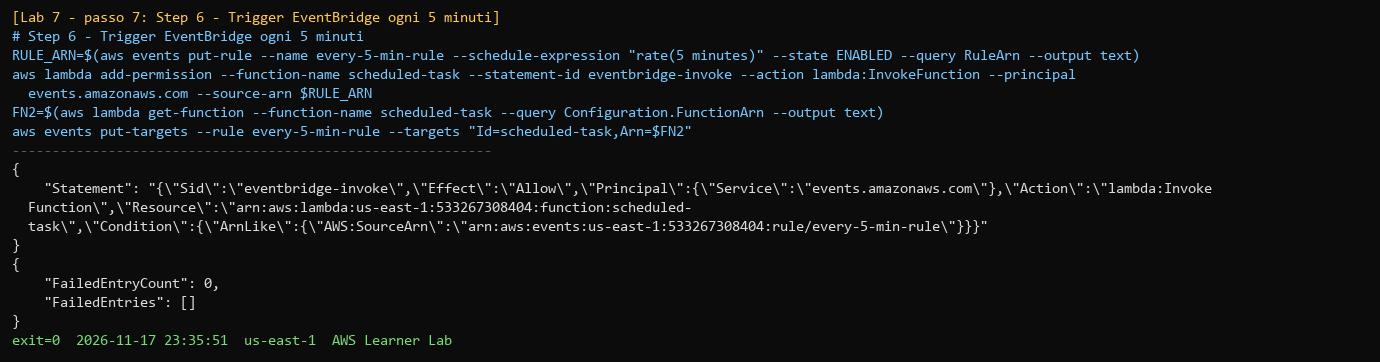 [Lab 7 - passo 7: Step 6 - Trigger EventBridge ogni 5 minuti]
# Step 6 - Trigger EventBridge ogni 5 minuti
RULE_ARN=$(aws events put-rule --name every-5-min-rule --schedule-expression "rate(5 minutes)" --state ENABLED --query RuleArn --output text)
aws lambda add-permission --function-name scheduled-task --statement-id eventbridge-invoke --action lambda:InvokeFunction --principal
  events.amazonaws.com --source-arn $RULE_ARN
FN2=$(aws lambda get-function --function-name scheduled-task --query Configuration.FunctionArn --output text)
aws events put-targets --rule every-5-min-rule --targets "Id=scheduled-task,Arn=$FN2"
------------------------------------------------------------
{
    "Statement": "{\"Sid\":\"eventbridge-invoke\",\"Effect\":\"Allow\",\"Principal\":{\"Service\":\"events.amazonaws.com\"},\"Action\":\"lambda:Invoke
  Function\",\"Resource\":\"arn:aws:lambda:us-east-1:533267308404:function:scheduled-
  task\",\"Condition\":{\"ArnLike\":{\"AWS:SourceArn\":\"arn:aws:events:us-east-1:533267308404:rule/every-5-min-rule\"}}}"
}
{
    "FailedEntryCount": 0,
    "FailedEntries": []
}
exit=0  2026-11-17 23:35:51  us-east-1  AWS Learner Lab